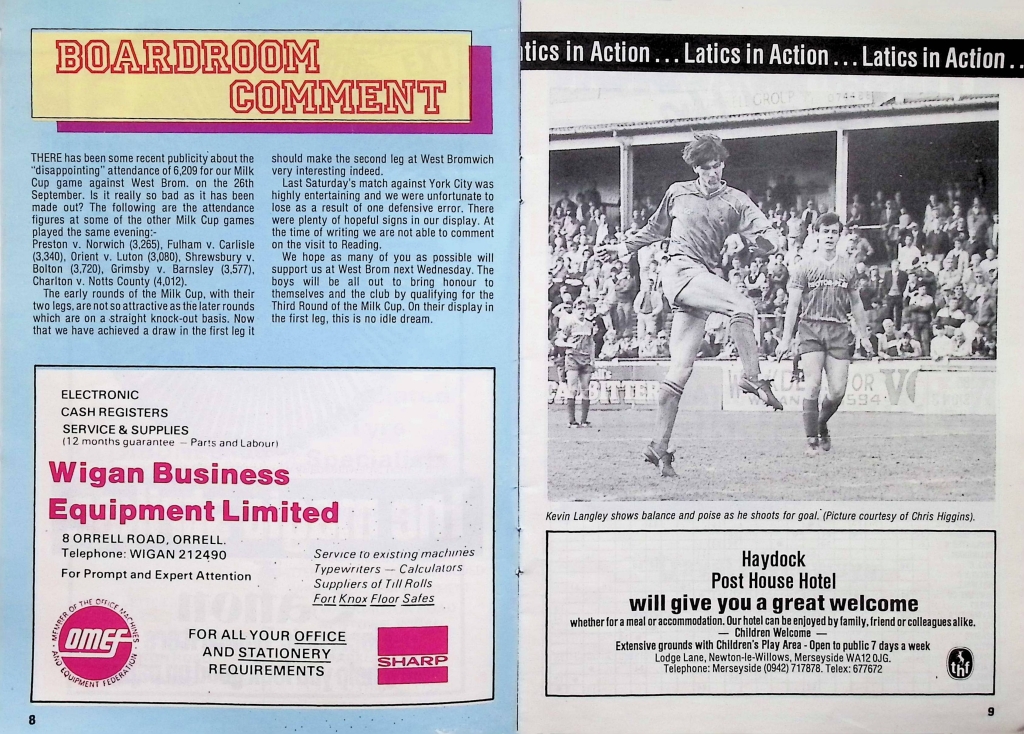 BOARDROOM
COMMENT
THERE has been some recent publicity about the
"disappointing" attendance of 6,209 for our Milk
Cup game against West Brom. on the 26th
September. Is it really so bad as it has been
made out? The following are the attendance
figures at some of the other Milk Cup games
played the same evening:-
Preston v. Norwich (3,265), Fulham v. Carlisle
(3,340), Orient v. Luton (3,080), Shrewsbury v.
Bolton (3,720), Grimsby v. Barnsley (3,577),
Charlton v. Notts County (4,012).
The early rounds of the Milk Cup, with their
two legs, are not so attractive as the later rounds
which are on a straight knock-out basis. Now
that we have achieved a draw in the first leg it
should make the second leg at West Bromwich
very interesting indeed.
Last Saturday's match against York City was
highly entertaining and we were unfortunate to
lose as a result of one defensive error. There
were plenty of hopeful signs in our display. At
the time of writing we are not able to comment
on the visit to Reading.
We hope as many of you as possible will
support us at West Brom next Wednesday. The
boys will be all out to bring honour to
themselves and the club by qualifying for the
Third Round of the Milk Cup. On their display in
the first leg, this is no idle dream.
ELECTRONIC
CASH REGISTERS
SERVICE & SUPPLIES
(12 months guarantee — Parts and Labour)
Wigan Business
Equipment Limited
8 ORRELL ROAD, ORRELL.
Telephone: WIGAN 212490
For Prompt and Expert Attention
Service to existing machines
Typewriters — Calculators
Suppliers of Till Rolls
Fort Knox Floor Safes
MEMBER OF THE OFFICE MACHINES
omef
AND EQUIPMENT FEDERATION
FOR ALL YOUR OFFICE
AND STATIONERY
REQUIREMENTS
SHARP
8
tics in Action ... Latics in Action ... Latics in Action ..
Kevin Langley shows balance and poise as he shoots for goal. (Picture courtesy of Chris Higgins).
Haydock
Post House Hotel
will give you a great welcome
whether for a meal or accommodation. Our hotel can be enjoyed by family, friend or colleagues alike.
— Children Welcome —
Extensive grounds with Children's Play Area - Open to public 7 days a week
Lodge Lane, Newton-le-Willows, Merseyside WA12 0JG.
Telephone: Merseyside (0942) 717878. Telex: 677672
thf
9